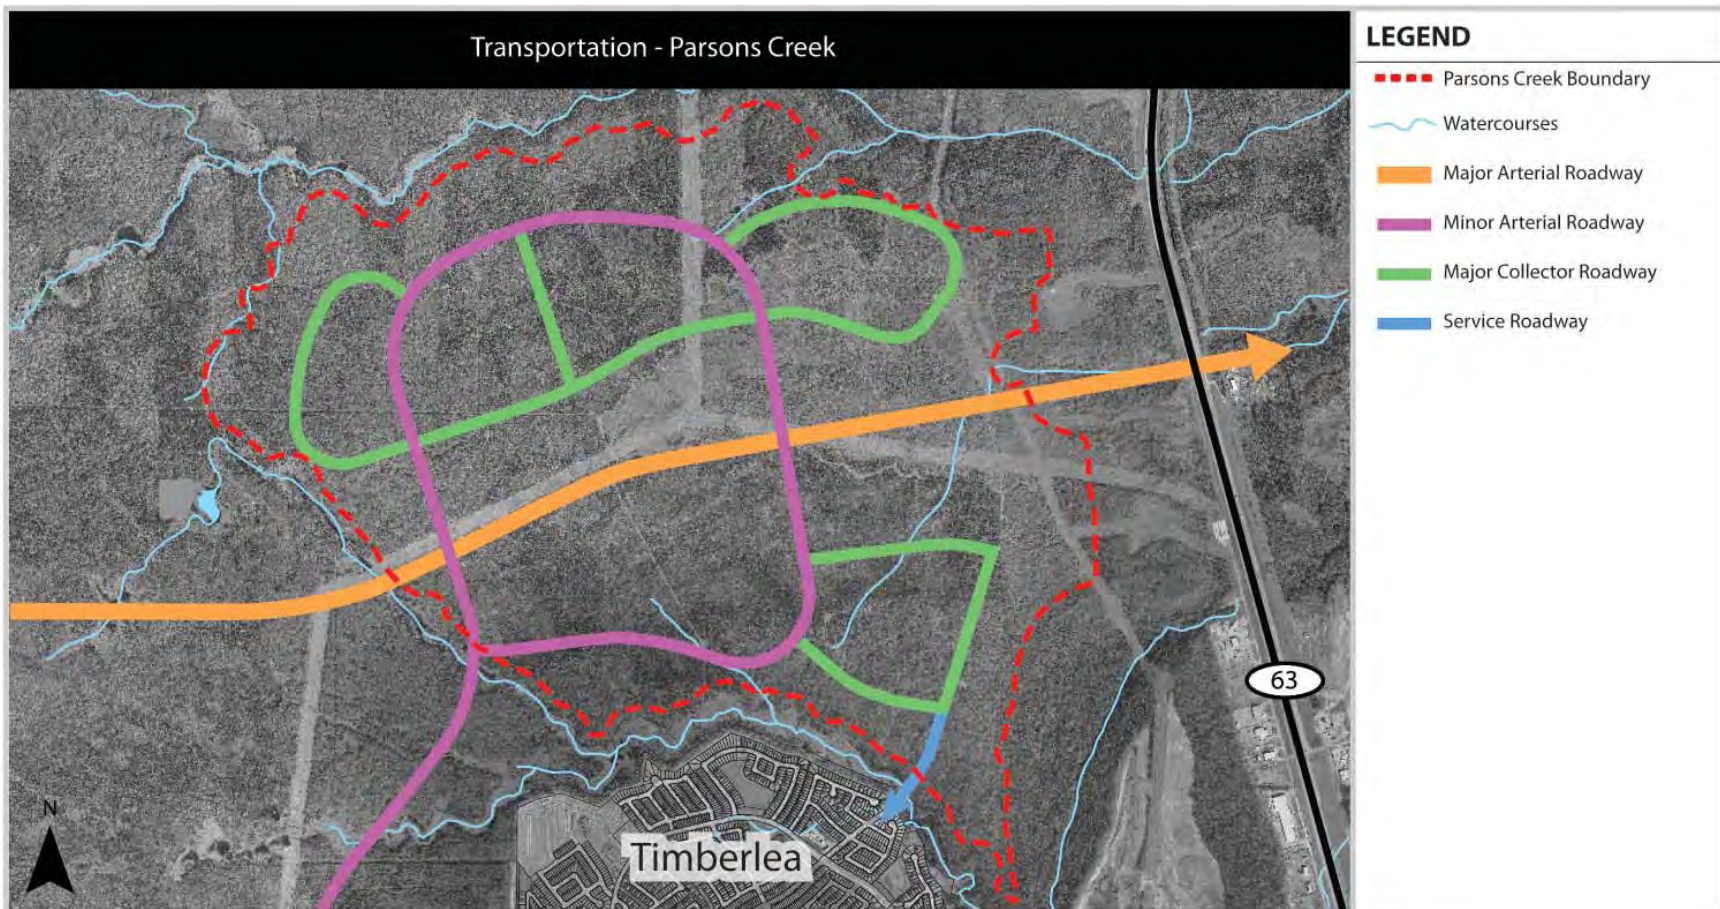 Transportation - Parsons Creek
LEGEND
Parsons Creek Boundary
Watercourses
Major Arterial Roadway
Minor Arterial Roadway
Major Collector Roadway
Service Roadway
63
N
Timberlea